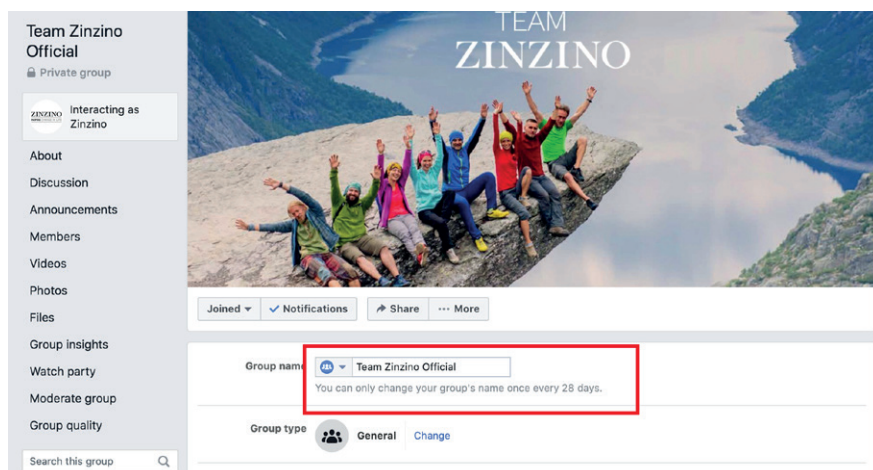 Team Zinzino
Official
Private group
ZINZINO
Interacting as
Zinzino
About
Discussion
Announcements
Members
Videos
Photos
Files
Group insights
Watch party
Moderate group
Group quality
Search this group
TEAM
ZINZINO
Joined
Notifications
Share
More
Group name
Team Zinzino Official
You can only change your group's name once every 28 days.
Group type
General
Change